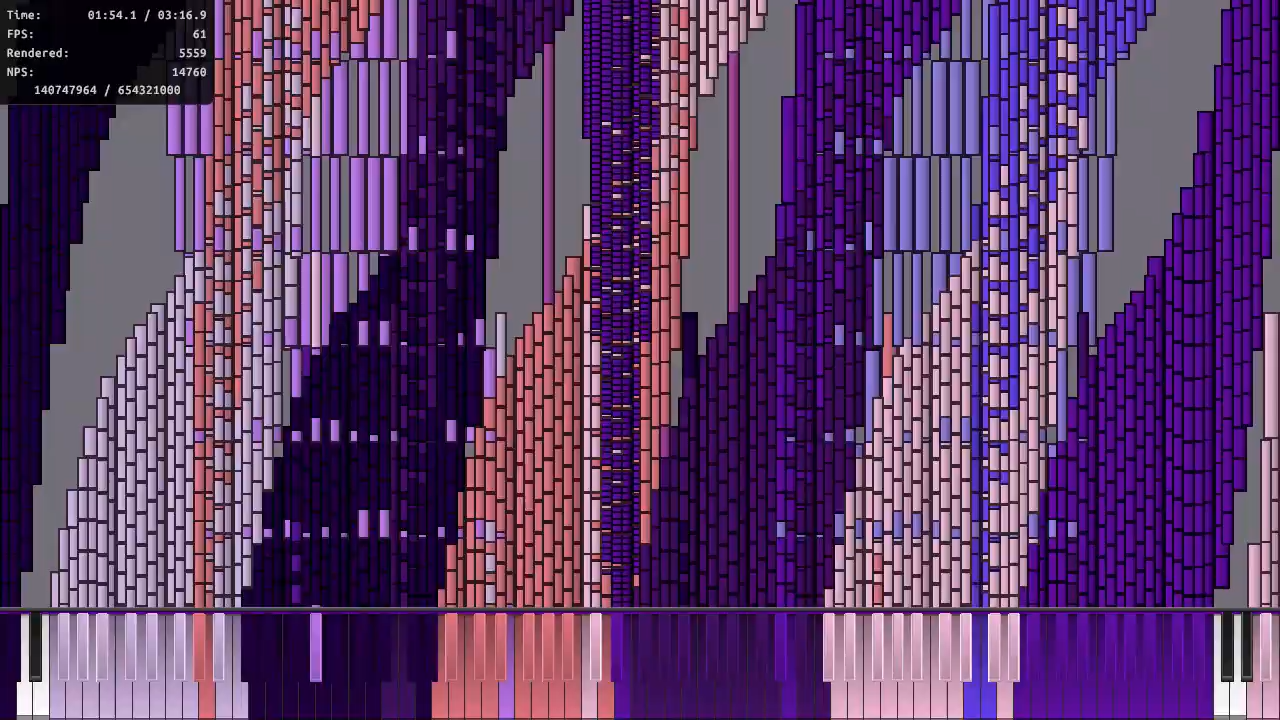 Time: 01:54.1 / 03:16.9
FPS: 61
Rendered: 5559
NPS: 14760
140747964 / 654321000